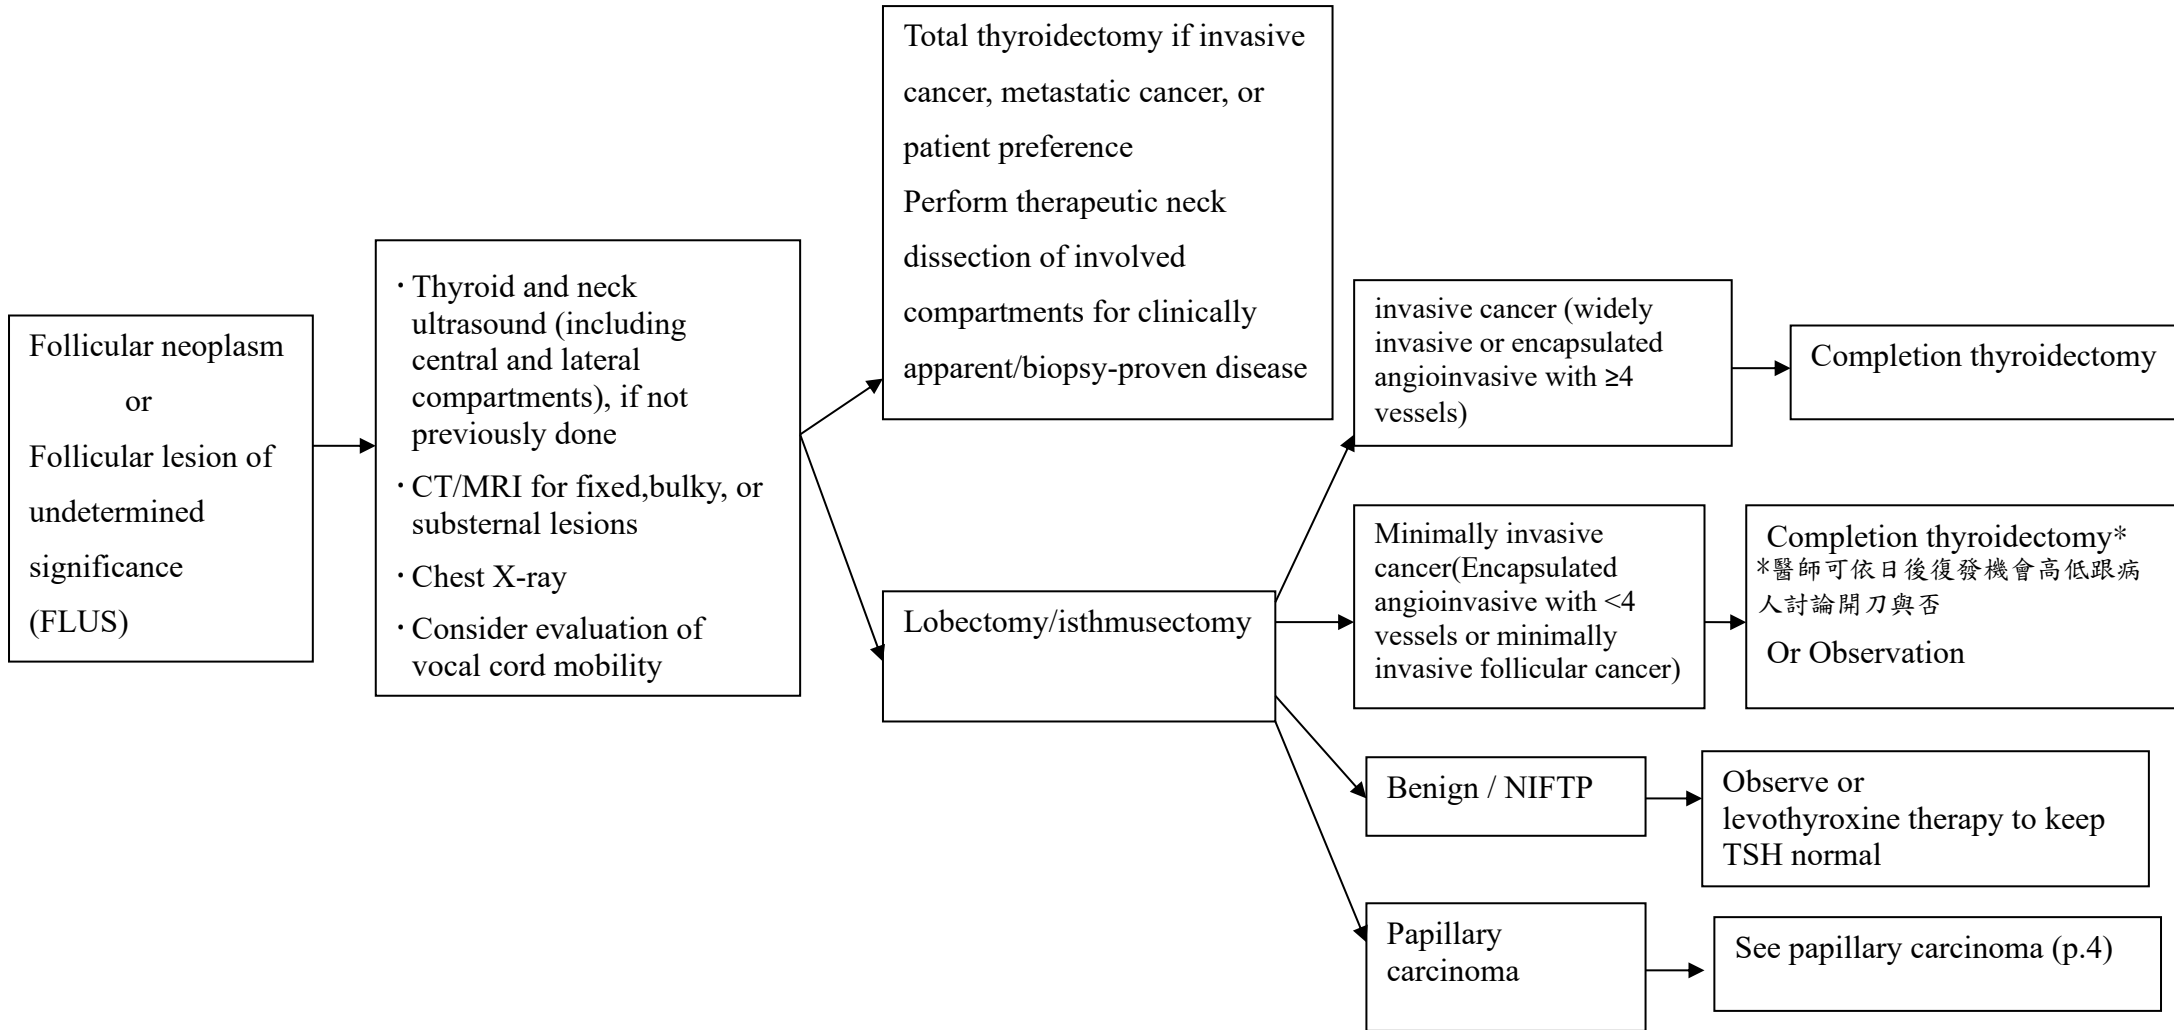 Follicular neoplasm
or
Follicular lesion of
undetermined
significance
(FLUS)
· Thyroid and neck
ultrasound (including
central and lateral
compartments), if not
previously done
· CT/MRI for fixed,bulky, or
substernal lesions
· Chest X-ray
· Consider evaluation of
vocal cord mobility
Total thyroidectomy if invasive
cancer, metastatic cancer, or
patient preference
Perform therapeutic neck
dissection of involved
compartments for clinically
apparent/biopsy-proven disease
Lobectomy/isthmusectomy
invasive cancer (widely
invasive or encapsulated
angioinvasive with ≥4
vessels)
Completion thyroidectomy
Minimally invasive
cancer(Encapsulated
angioinvasive with <4
vessels or minimally
invasive follicular cancer)
Completion thyroidectomy*
*醫師可依日後復發機會高低跟病
人討論開刀與否
Or Observation
Benign / NIFTP
Observe or
levothyroxine therapy to keep
TSH normal
Papillary
carcinoma
See papillary carcinoma (p.4)